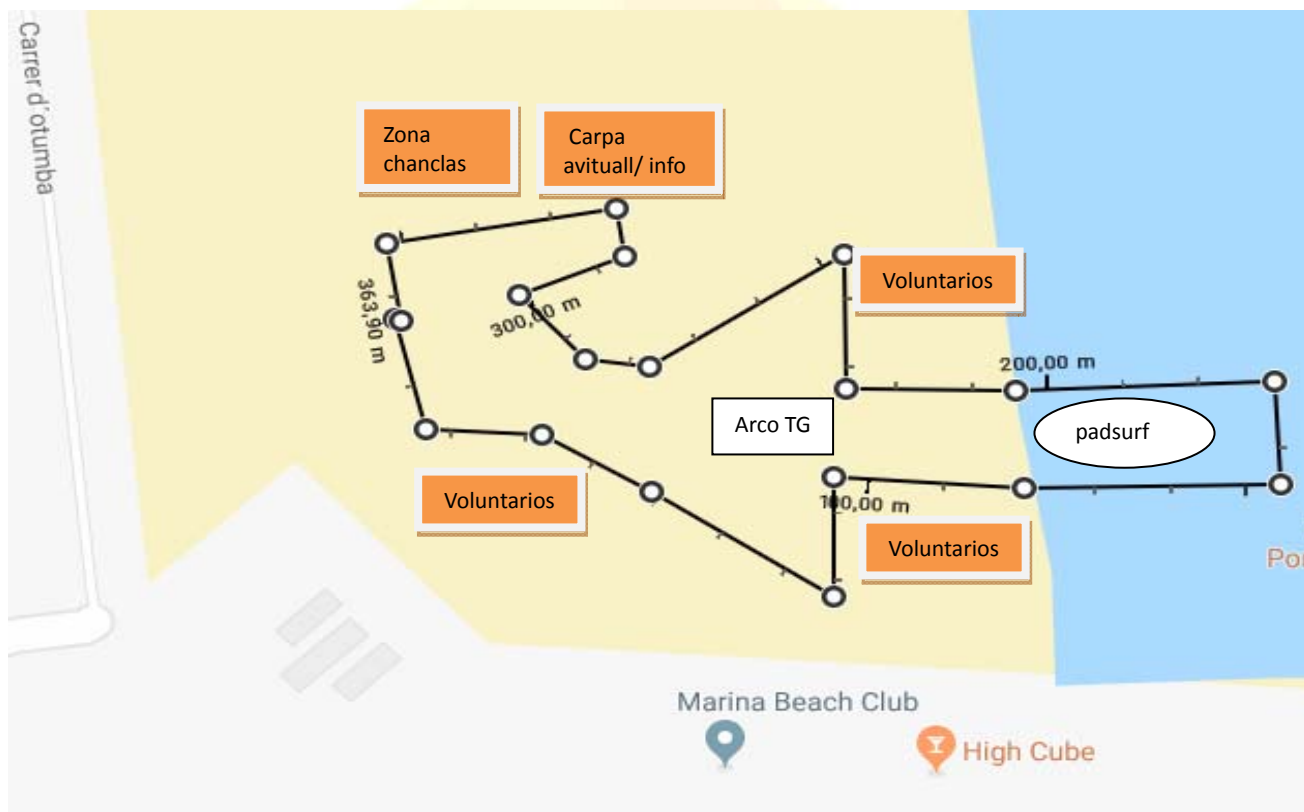 Carrer d'otumba
Zona
chanclas
Carpa
avituall/ info
Voluntarios
363,90 m
300,00 m
200,00 m
Arco TG
padsurf
Voluntarios
100,00 m
Voluntarios
Por
Marina Beach Club
High Cube